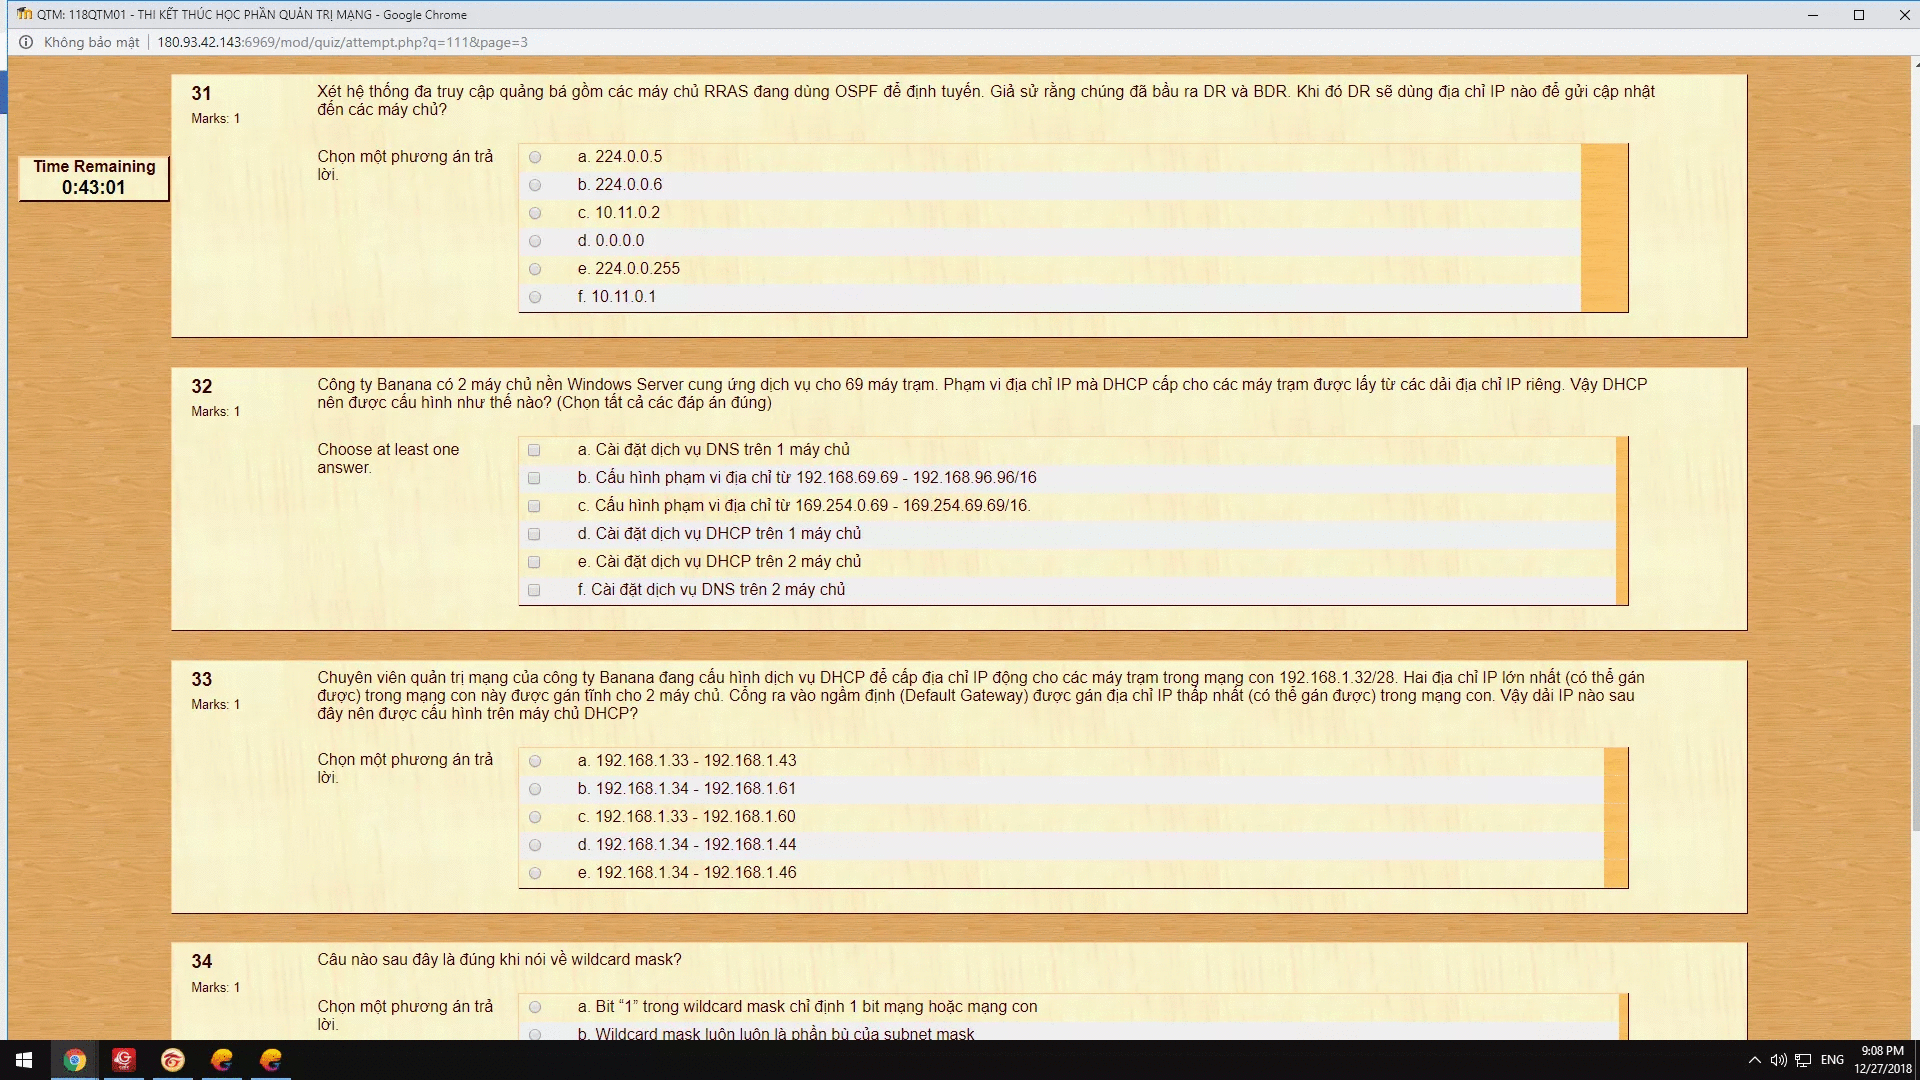 QTM: 118QTM01 - THI KẾT THÚC HỌC PHẦN QUẢN TRỊ MẠNG - Google Chrome
Không bảo mật | 180.93.42.143:6969/mod/quiz/attempt.php?q=111&page=3
Time Remaining
0:43:01
31
Marks: 1
Xét hệ thống đa truy cập quảng bá gồm các máy chủ RRAS đang dùng OSPF để định tuyến. Giả sử rằng chúng đã bầu ra DR và BDR. Khi đó DR sẽ dùng địa chỉ IP nào để gửi cập nhật
đến các máy chủ?
Chọn một phương án trả
lời.
a. 224.0.0.5
b. 224.0.0.6
c. 10.11.0.2
d. 0.0.0.0
e. 224.0.0.255
f. 10.11.0.1
32
Marks: 1
Công ty Banana có 2 máy chủ nền Windows Server cung ứng dịch vụ cho 69 máy trạm. Phạm vi địa chỉ IP mà DHCP cấp cho các máy trạm được lấy từ các dải địa chỉ IP riêng. Vậy DHCP
nên được cấu hình như thế nào? (Chọn tất cả các đáp án đúng)
Choose at least one
answer.
a. Cài đặt dịch vụ DNS trên 1 máy chủ
b. Cấu hình phạm vi địa chỉ từ 192.168.69.69 - 192.168.96.96/16
c. Cấu hình phạm vi địa chỉ từ 169.254.0.69 - 169.254.69.69/16.
d. Cài đặt dịch vụ DHCP trên 1 máy chủ
e. Cài đặt dịch vụ DHCP trên 2 máy chủ
f. Cài đặt dịch vụ DNS trên 2 máy chủ
33
Marks: 1
Chuyên viên quản trị mạng của công ty Banana đang cấu hình dịch vụ DHCP để cấp địa chỉ IP động cho các máy trạm trong mạng con 192.168.1.32/28. Hai địa chỉ IP lớn nhất (có thể gán
được) trong mạng con này được gán tĩnh cho 2 máy chủ. Cổng ra vào ngầm định (Default Gateway) được gán địa chỉ IP thấp nhất (có thể gán được) trong mạng con. Vậy dải IP nào sau
đây nên được cấu hình trên máy chủ DHCP?
Chọn một phương án trả
lời.
a. 192.168.1.33 - 192.168.1.43
b. 192.168.1.34 - 192.168.1.61
c. 192.168.1.33 - 192.168.1.60
d. 192.168.1.34 - 192.168.1.44
e. 192.168.1.34 - 192.168.1.46
34
Marks: 1
Câu nào sau đây là đúng khi nói về wildcard mask?
Chọn một phương án trả
lời.
a. Bit “1” trong wildcard mask chỉ định 1 bit mạng hoặc mạng con
b. Wildcard mask luôn luôn là phần bù của subnet mask
ENG
9:08 PM
12/27/2018